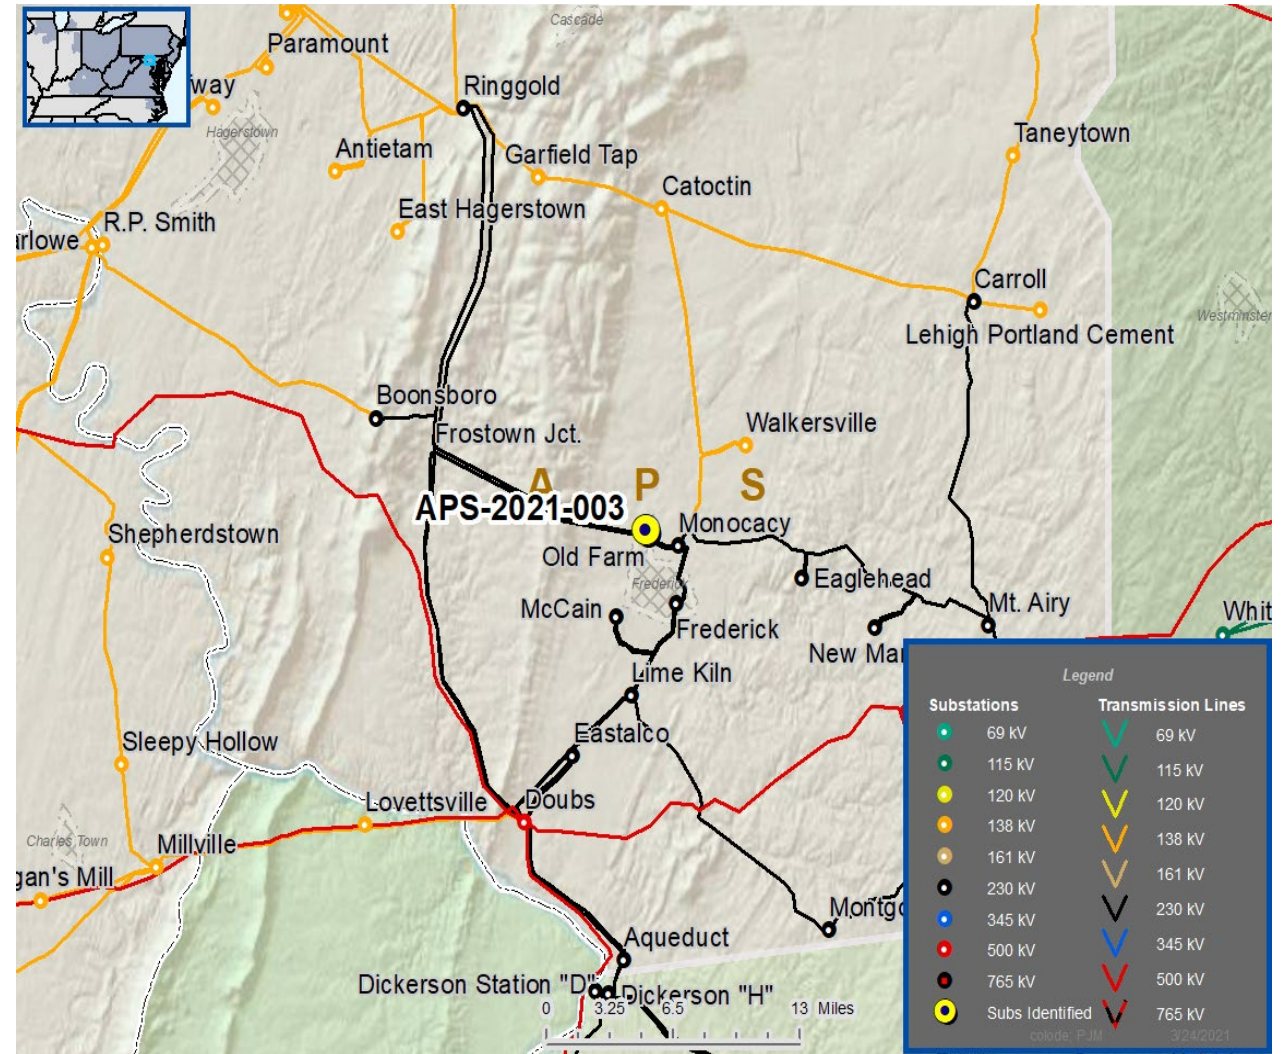 Cascade
Paramount
way
Ringgold
Hagerstown
Taneytown
Antietam
Garfield Tap
Catoctin
East Hagerstown
R.P. Smith
arlowe
Carroll
Westminster
Lehigh Portland Cement
Boonsboro
Walkersville
Frostown Jct.
A P S
APS-2021-003
Monocacy
Shepherdstown
Old Farm
Eaglehead
Frederick
McCain
Mt. Airy
Whit
Frederick
New Mar
Lime Kiln
Eastalco
Sleepy Hollow
Lovettsville
Doubs
Charles Town
Millville
gan's Mill
Montgo
Aqueduct
Dickerson Station "D"
Dickerson "H"
0 3.25 6.5 13 Miles
Legend
Substations Transmission Lines
69 kV 69 kV
115 kV 115 kV
120 kV 120 kV
138 kV 138 kV
161 kV 161 kV
230 kV 230 kV
345 kV 345 kV
500 kV 500 kV
765 kV 765 kV
Subs Identified
colode: PJM 3/24/2021